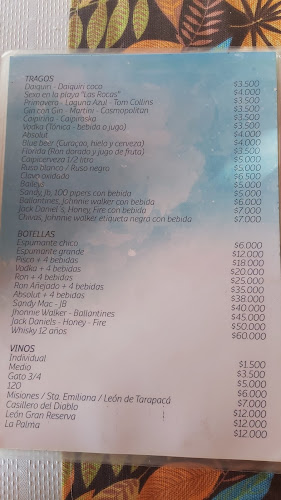 TRAGOS
Daiquiri - Daiquiri coco $3.500
Sexo en la playa "Las Rocas" $4.000
Primavera - Laguna Azul - Tom Collins $3.500
Gin con Gin - Martini - Cosmopolitan $4.000
Caipiriña - Caipiroska $3.500
Vodka (Tónica - bebida o jugo) $3.500
Absolut $4.000
Blue beer (Curaçao, hielo y cerveza) $4.000
Florida (Ron dorado y jugo de fruta) $3.500
Caguicerveza 1/2 litro $5.000
Ruso blanco / Ruso negro $5.000
Clavo oxidado $6.500
Baileys $5.000
Sandy, Jb, 100 pipers con bebida $5.000
Ballantines, Johnnie walker con bebida $6.000
Jack Daniel's, Honey, Fire con bebida $7.000
Chivas, Johnnie walker etiqueta negra con bebida $7.000
BOTELLAS
Espumante chico $6.000
Espumante grande $12.000
Pisco + 4 bebidas $18.000
Vodka + 4 bebidas $20.000
Ron + 4 bebidas $25.000
Ron Añejado + 4 bebidas $35.000
Absolut + 4 bebidas $38.000
Sandy Mac - JB $40.000
Jhonnie Walker - Ballantines $45.000
Jack Daniels - Honey - Fire $50.000
Whisky 12 años $60.000
VINOS
Individual $1.500
Medio $3.500
Gato 3/4 $5.000
120 $6.000
Misiones / Sta. Emiliana / León de Tarapacá $7.000
Casillero del Diablo $12.000
León Gran Reserva $12.000
La Palma $12.000